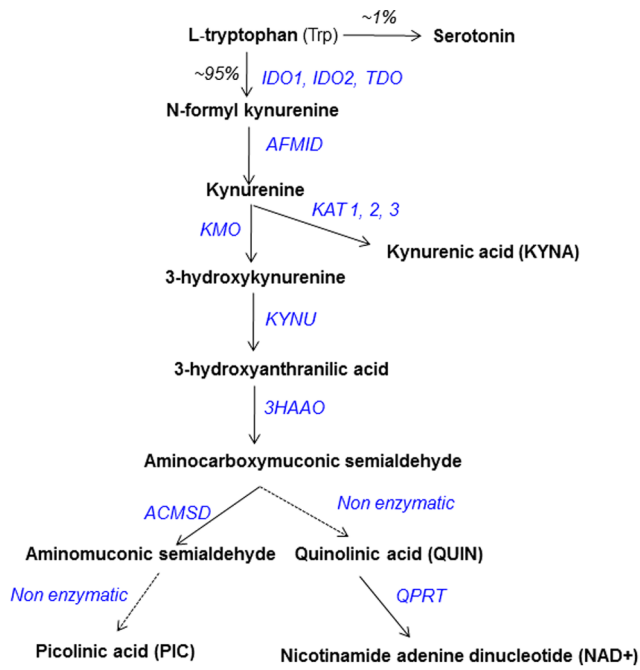 ~1%
L-tryptophan (Trp) Serotonin
~95% IDO1, IDO2, TDO
N-formyl kynurenine
AFMID
Kynurenine
KAT 1, 2, 3
KMO
Kynurenic acid (KYNA)
3-hydroxykynurenine
KYNU
3-hydroxyanthranilic acid
3HAAO
Aminocarboxymuconic semialdehyde
ACMSD Non enzymatic
Aminomuconic semialdehyde Quinolinic acid (QUIN)
Non enzymatic QPRT
Picolinic acid (PIC) Nicotinamide adenine dinucleotide (NAD+)